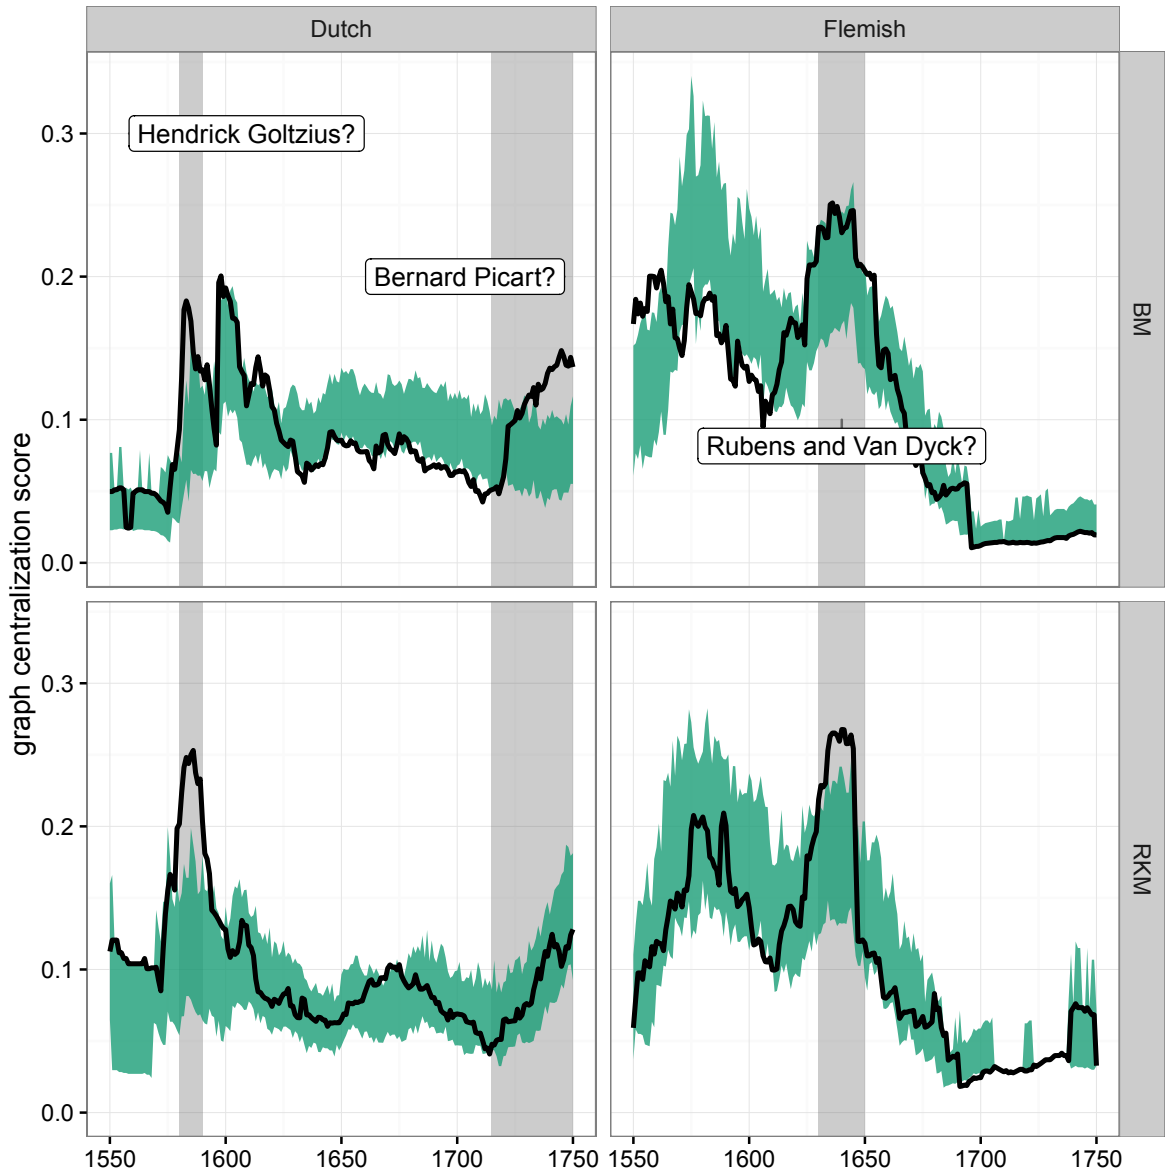 Dutch
Flemish
0.3
0.2
0.1
0.0
Hendrick Goltzius?
Bernard Picart?
Rubens and Van Dyck?
BM
graph centralization score
0.3
0.2
0.1
0.0
RKM
1550 1600 1650 1700 1750
1550 1600 1650 1700 1750